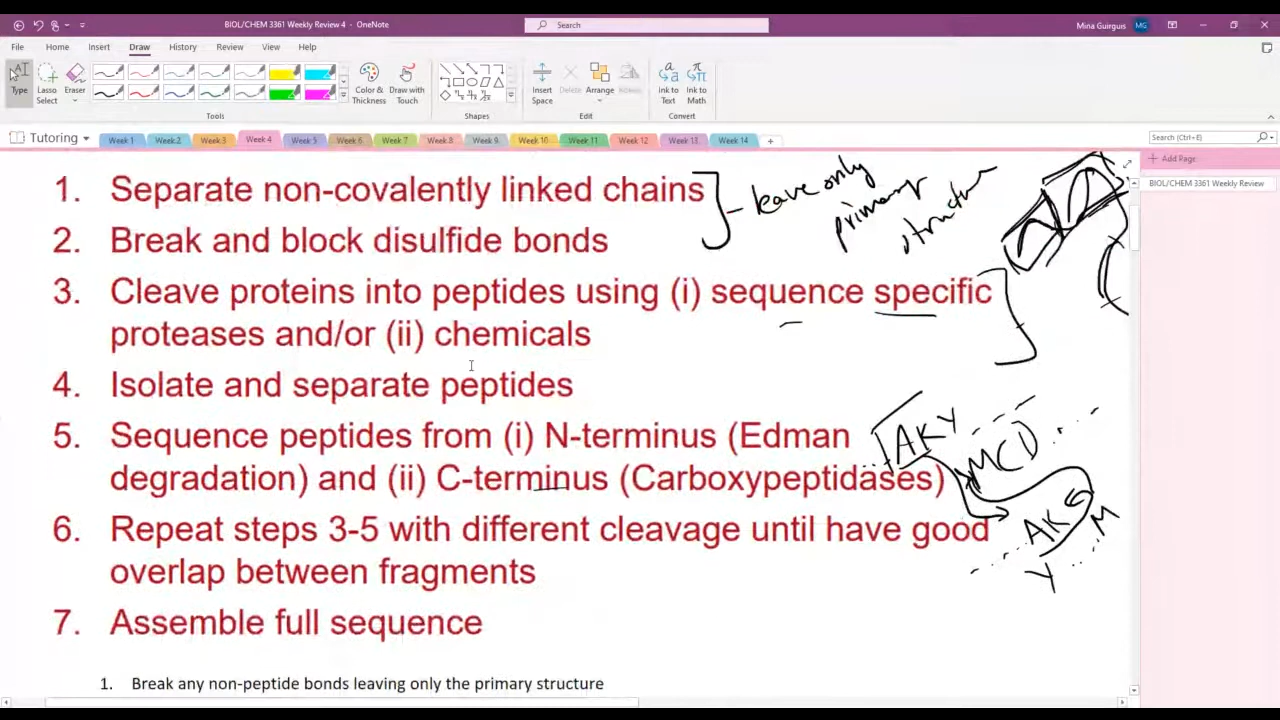 BIOL/CHEM 3361 Weekly Review 4 - OneNote
Search
Mina Guirguis MG
File Home Insert Draw History Review View Help
Type
Lasso Select
Eraser
Color & Thickness
Draw with Touch
Shapes
Insert Space
Delete
Arrange
Rotate
Ink to Text
Ink to Math
Tools
Edit
Convert
Tutoring Week 1 Week 2 Week 3 Week 4 Week 5 Week 6 Week 7 Week 8 Week 9 Week 10 Week 11 Week 12 Week 13 Week 14 +
Search (Ctrl+E)
Add Page
BIOL/CHEM 3361 Weekly Review
1. Separate non-covalently linked chains
2. Break and block disulfide bonds
leave only
primary
structure
3. Cleave proteins into peptides using (i) sequence specific
proteases and/or (ii) chemicals
4. Isolate and separate peptides
5. Sequence peptides from (i) N-terminus (Edman
degradation) and (ii) C-terminus (Carboxypeptidases)
AKY
MCD
AKG
M
Y
6. Repeat steps 3-5 with different cleavage until have good
overlap between fragments
7. Assemble full sequence
1. Break any non-peptide bonds leaving only the primary structure